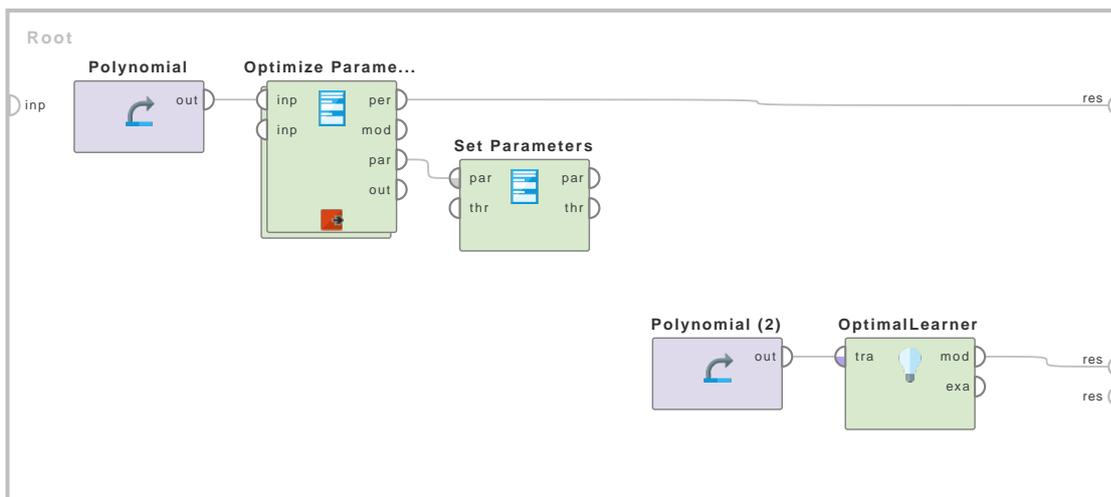 Root
Polynomial
Optimize Parame...
inp
out
inp
per
res
inp
mod
Set Parameters
par
par
par
out
thr
thr
Polynomial (2)
OptimalLearner
out
tra
mod
res
exa
res